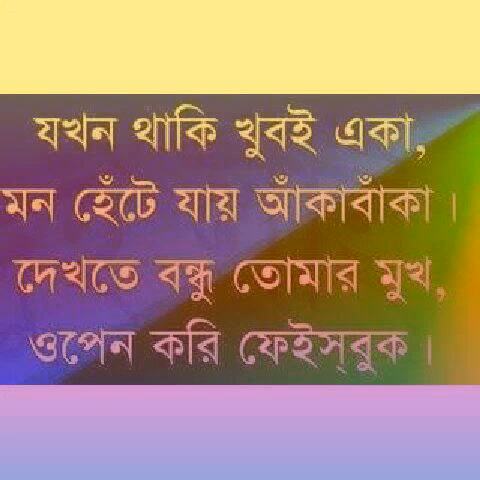 যখন থাকি খুবই একা,
মন হেঁটে যায় আঁকাবাঁকা।
দেখতে বন্ধু তোমার মুখ,
ওপেন করি ফেইস্‌বুক।